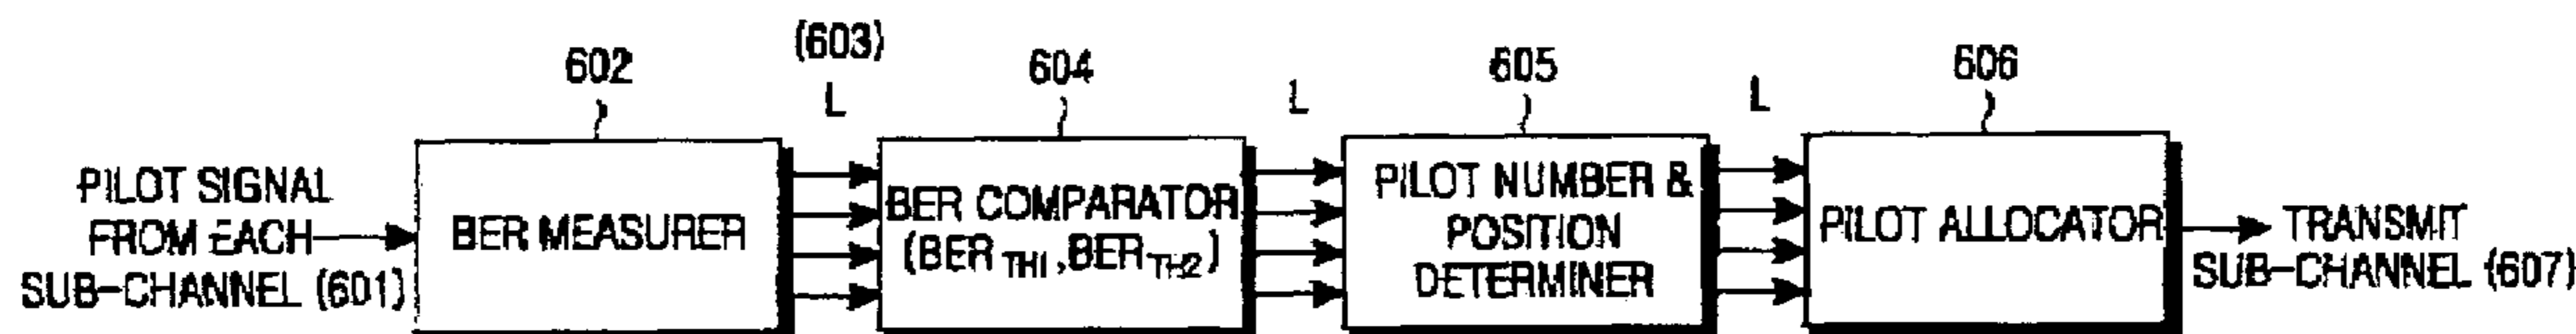 602
(603)
L
604
L
605
L
606
PILOT SIGNAL
FROM EACH
SUB-CHANNEL (601)
BER MEASURER
BER COMPARATOR
(BER TH1, BER TH2)
PILOT NUMBER &
POSITION
DETERMINER
PILOT ALLOCATOR
TRANSMIT
SUB-CHANNEL (607)